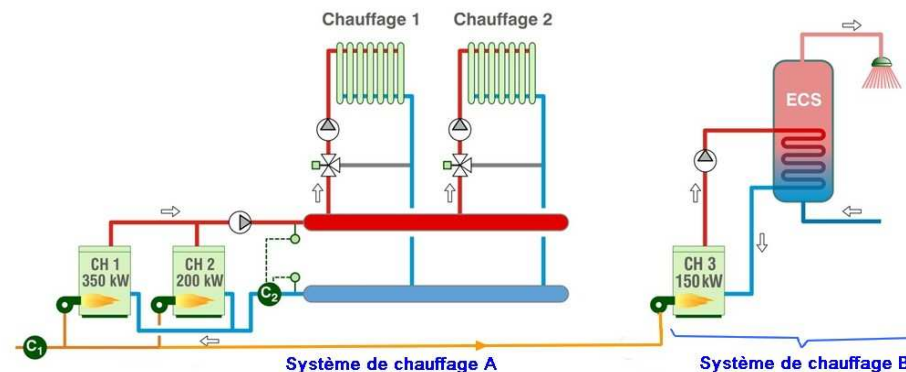 Chauffage 1
Chauffage 2
ECS
CH 1
350 kW
CH 2
200 kW
C2
CH 3
150 kW
C1
Système de chauffage A
Système de chauffage B